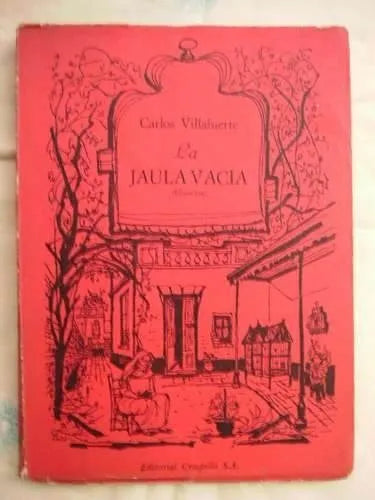 Carlos Villafuerte
La
JAULA VACIA
Editorial Crespillo S.A.